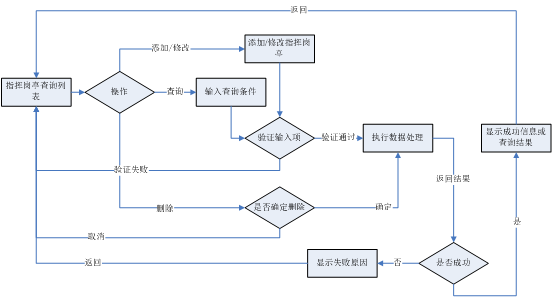 返回
添加/修改
添加/修改指挥岗
亭
指挥岗亭查询列
表
操作
查询
输入查询条件
验证输入项
验证通过
执行数据处理
显示成功信息或
查询结果
验证失败
返回结果
删除
是否确定删除
确定
是
取消
返回
显示失败原因
否
是否成功